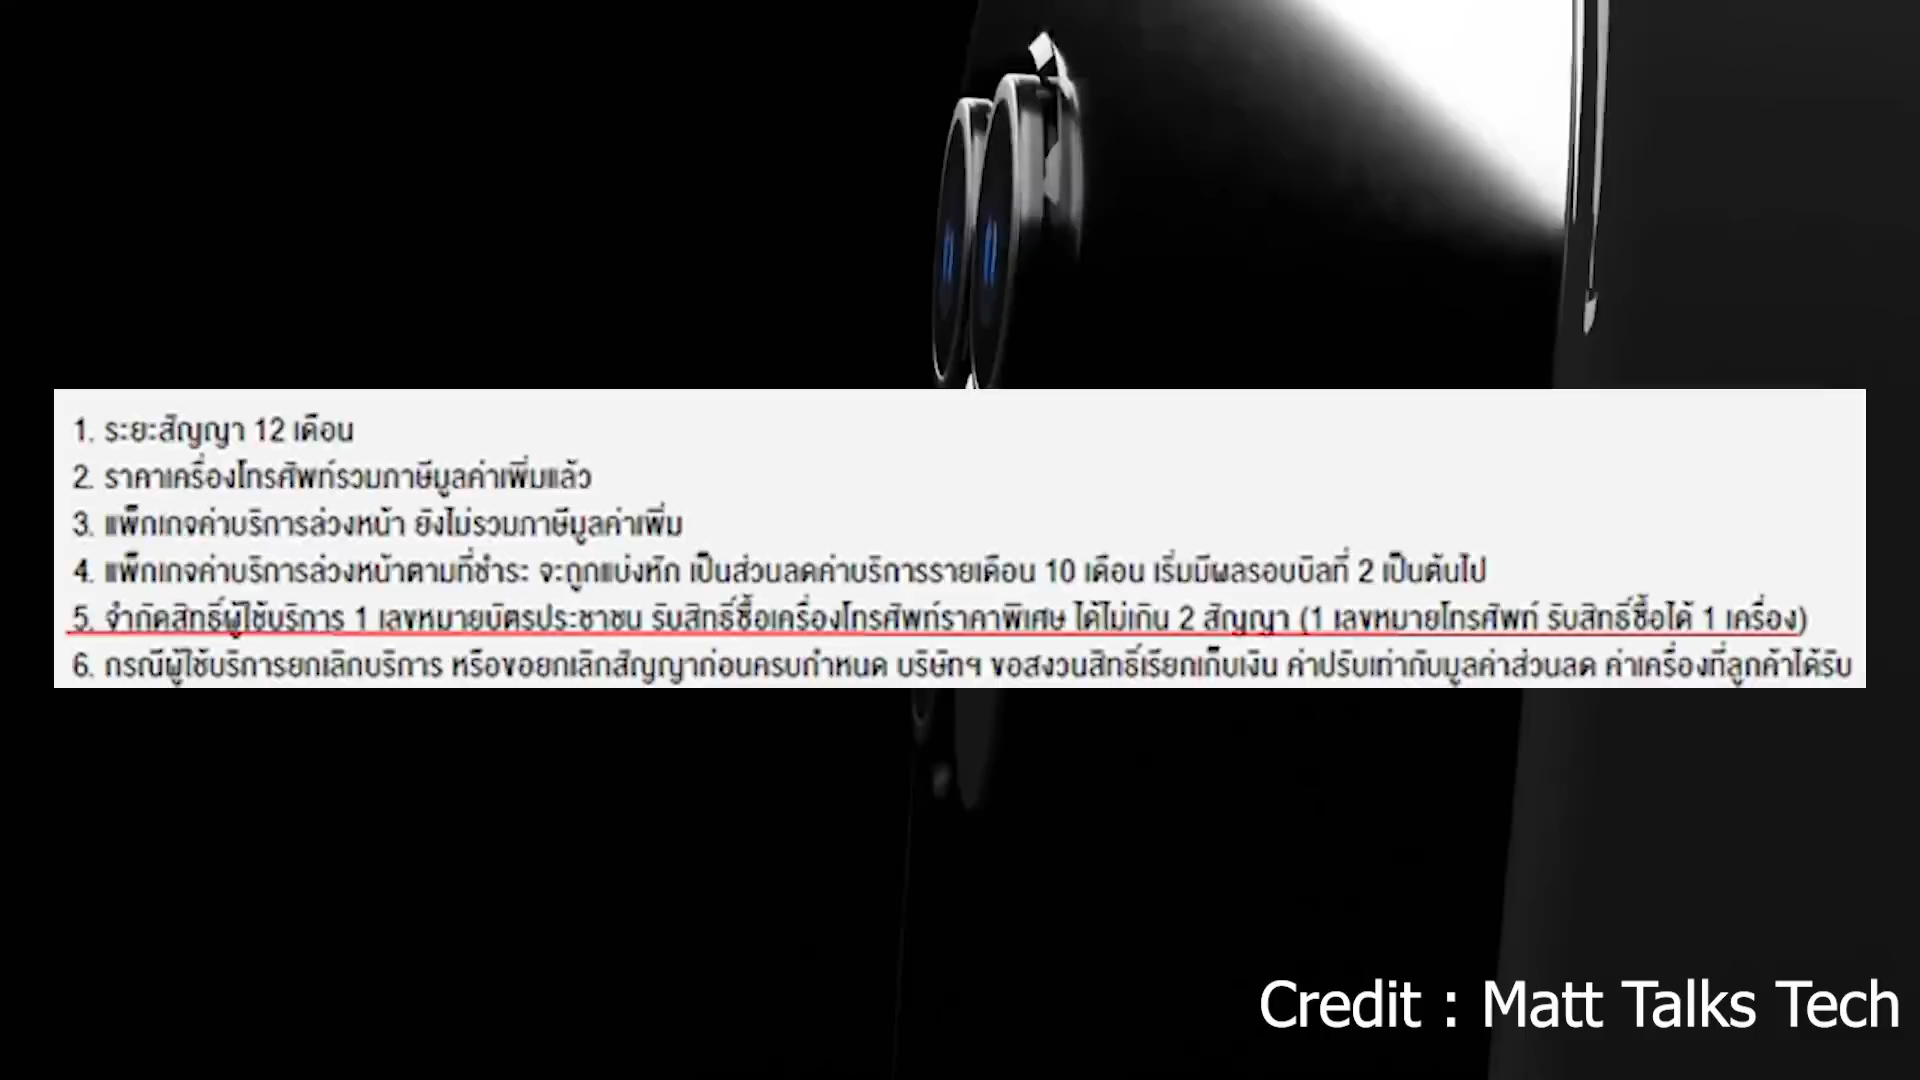 1. ระยะสัญญา 12 เดือน
2. ราคาเครื่องโทรศัพท์รวมภาษีมูลค่าเพิ่มแล้ว
3. แพ็กเกจค่าบริการล่วงหน้า ยังไม่รวมภาษีมูลค่าเพิ่ม
4. แพ็กเกจค่าบริการล่วงหน้าตามที่ชำระ จะถูกแบ่งหัก เป็นส่วนลดค่าบริการรายเดือน 10 เดือน เริ่มมีผลรอบบิลที่ 2 เป็นต้นไป
5. จำกัดสิทธิ์ผู้ใช้บริการ 1 เลขหมายบัตรประชาชน รับสิทธิ์ซื้อเครื่องโทรศัพท์ราคาพิเศษ ได้ไม่เกิน 2 สัญญา (1 เลขหมายโทรศัพท์ รับสิทธิ์ซื้อได้ 1 เครื่อง)
6. กรณีผู้ใช้บริการยกเลิกบริการ หรือขอยกเลิกสัญญาก่อนครบกำหนด บริษัทฯ ขอสงวนสิทธิ์เรียกเก็บเงิน ค่าปรับเท่ากับมูลค่าส่วนลด ค่าเครื่องที่ลูกค้าได้รับ
Credit : Matt Talks Tech